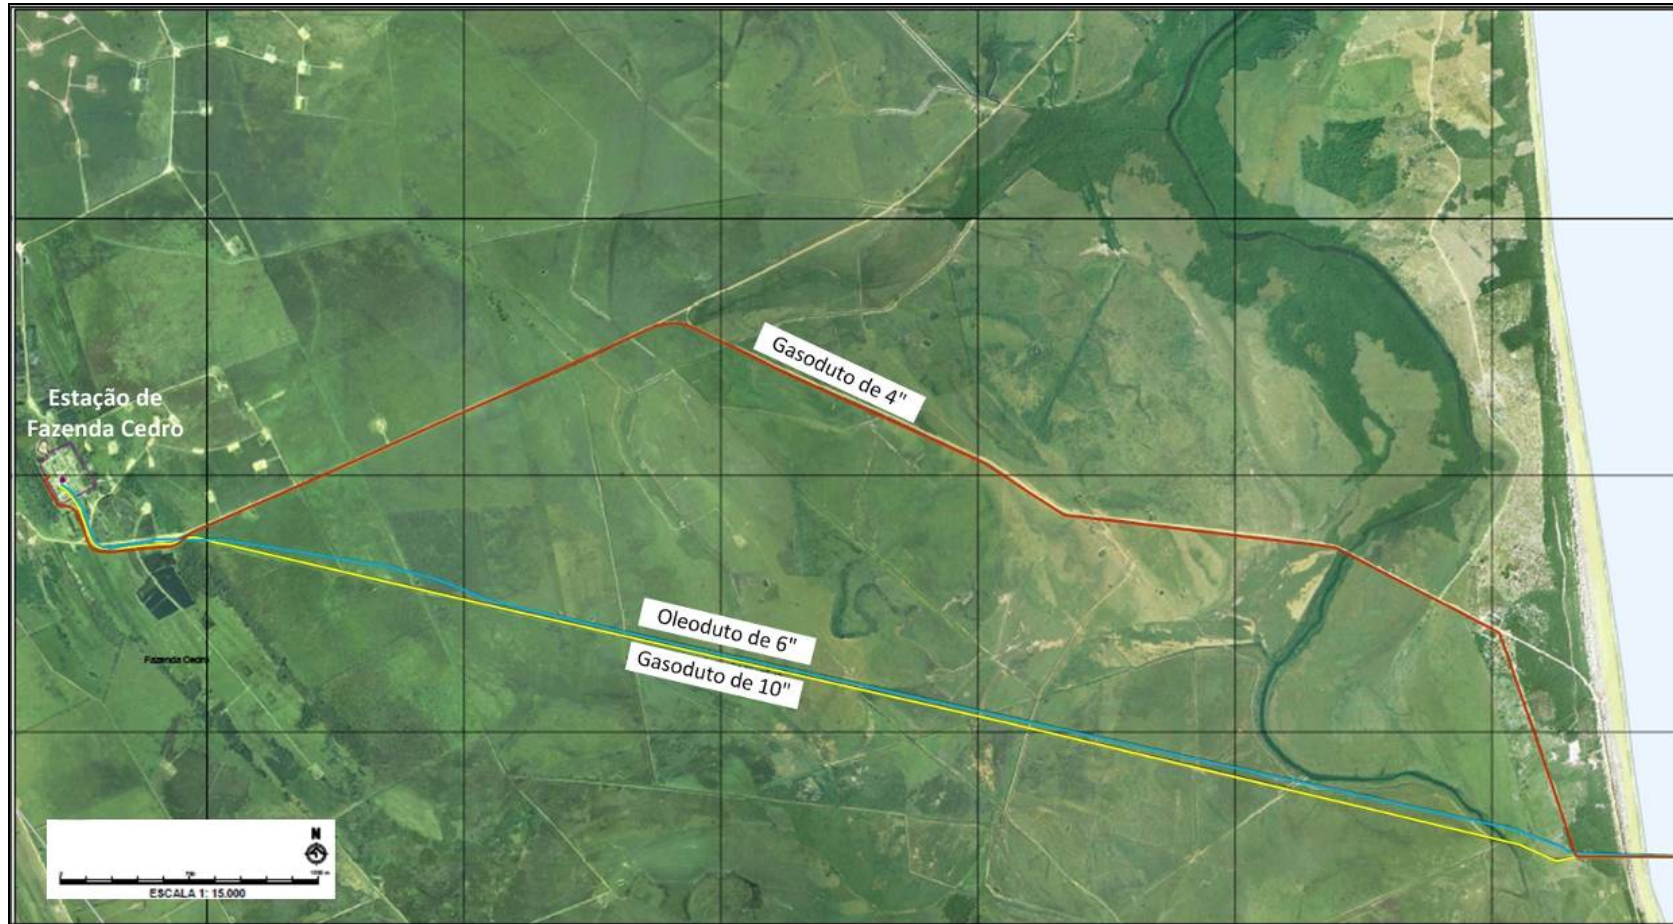 Gasoduto de 4"
Estação de
Fazenda Cedro
Oleoduto de 6"
Gasoduto de 10"
Fazenda Cedro
N
ESCALA 1: 15.000